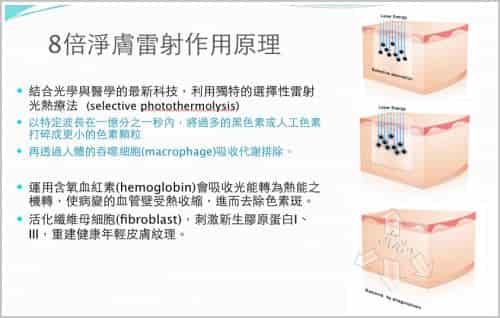 8倍淨膚雷射作用原理
結合光學與醫學的最新科技，利用獨特的選擇性雷射
光熱療法 (selective photothermolysis)
以特定波長在一億分之一秒內，將過多的黑色素或人工色素
打碎成更小的色素顆粒
再透過人體的吞噬細胞(macrophage)吸收代謝排除。
運用含氧血紅素(hemoglobin)會吸收光能轉為熱能之
機轉，使病變的血管壁受熱收縮，進而去除色素斑。
活化纖維母細胞(fibroblast)，刺激新生膠原蛋白I、
III，重建健康年輕皮膚紋理。
Laser Energy
Selective absorption
Laser Energy
Removal by phagocytosis